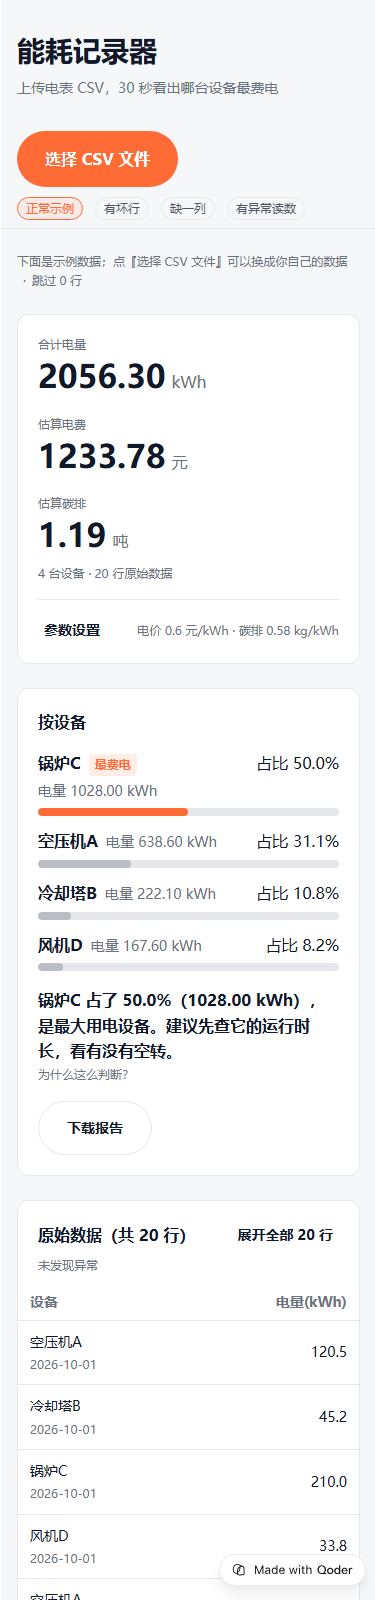 能耗记录器
上传电表 CSV，30 秒看出哪台设备最费电
选择 CSV 文件
正常示例 有坏行 缺一列 有异常读数
下面是示例数据；点『选择 CSV 文件』可以换成你自己的数据
· 跳过 0 行
合计电量
2056.30 kWh
估算电费
1233.78 元
估算碳排
1.19 吨
4 台设备 · 20 行原始数据
参数设置 电价 0.6 元/kWh · 碳排 0.58 kg/kWh
按设备
锅炉C 最费电 占比 50.0%
电量 1028.00 kWh
空压机A 电量 638.60 kWh 占比 31.1%
冷却塔B 电量 222.10 kWh 占比 10.8%
风机D 电量 167.60 kWh 占比 8.2%
锅炉C 占了 50.0%（1028.00 kWh），
是最大用电设备。建议先查它的运行时
长，看有没有空转。
为什么这么判断?
下载报告
原始数据（共 20 行） 展开全部 20 行
未发现异常
设备 电量(kWh)
空压机A
2026-10-01 120.5
冷却塔B
2026-10-01 45.2
锅炉C
2026-10-01 210.0
风机D
2026-10-01 33.8
Made with Qoder
空压机A